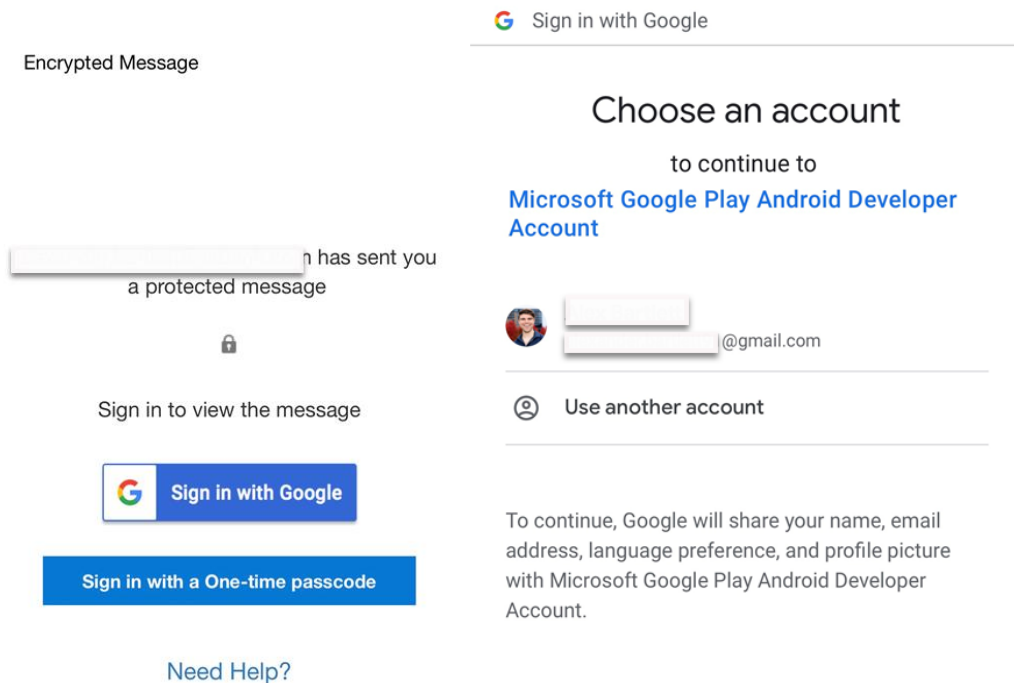 Encrypted Message
has sent you
a protected message
Sign in to view the message
Sign in with Google
Sign in with a One-time passcode
Need Help?
Sign in with Google
Choose an account
to continue to
Microsoft Google Play Android Developer
Account
@gmail.com
Use another account
To continue, Google will share your name, email
address, language preference, and profile picture
with Microsoft Google Play Android Developer
Account.